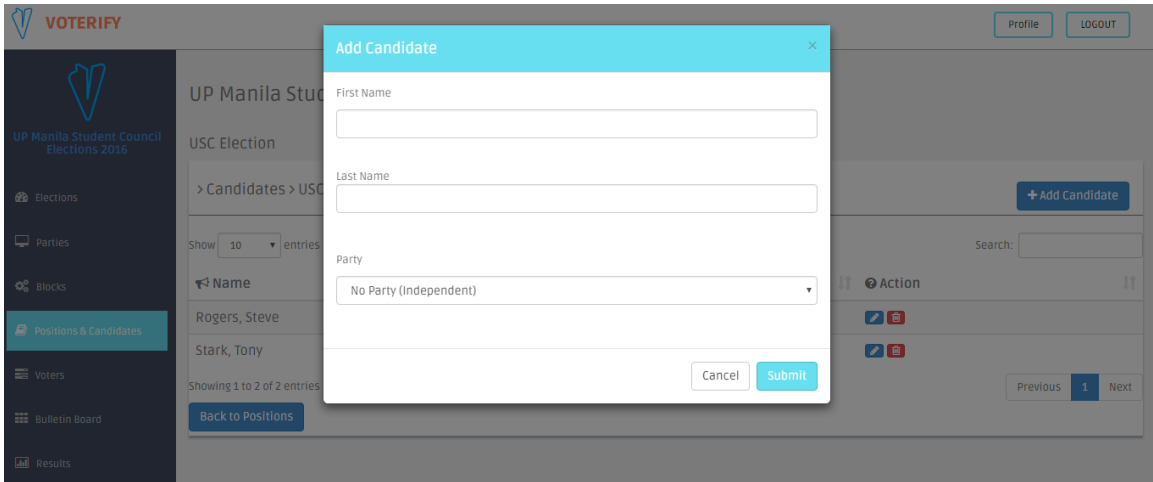 VOTERIFY
Profile
LOGOUT
UP Manila Student Council
Elections 2016
Elections
Parties
Blocks
Positions & Candidates
Voters
Bulletin Board
Results
UP Manila Stud
USC Election
> Candidates > USC
+ Add Candidate
Show 10 entries
Search:
Name
Action
Rogers, Steve
Stark, Tony
Showing 1 to 2 of 2 entries
Previous 1 Next
Back to Positions
Add Candidate ×
First Name
Last Name
Party
No Party (Independent)
Cancel
Submit